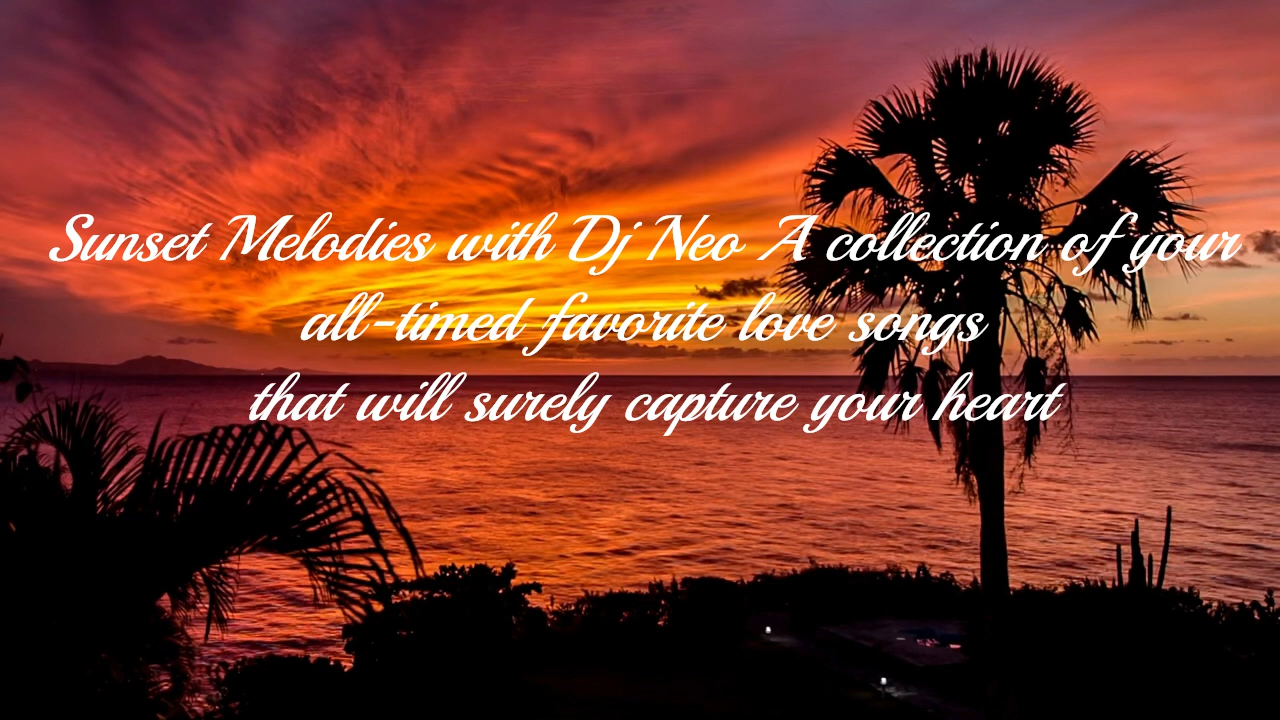 Sunset Melodies with Dj Neo A collection of your
all-timed favorite love songs
that will surely capture your heart